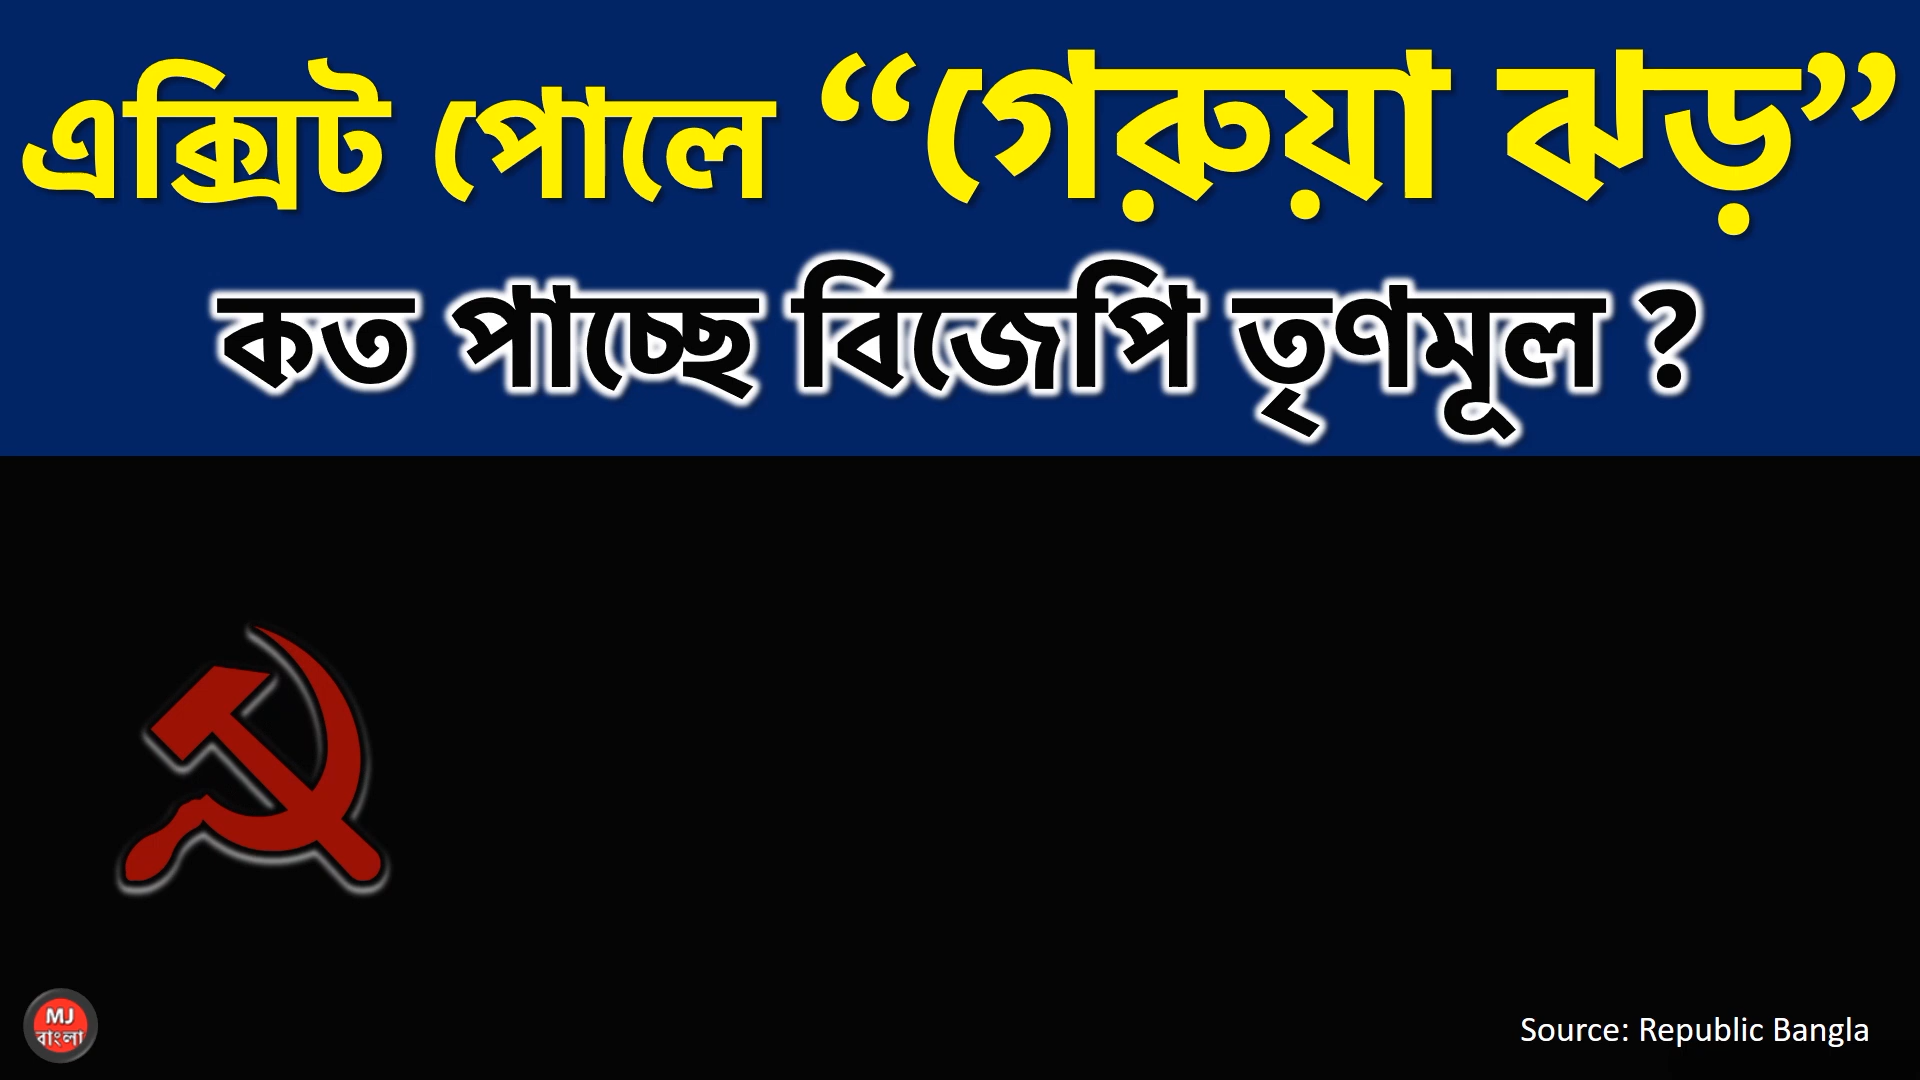 এক্সিট পোলে “গেরুয়া ঝড়”
কত পাচ্ছে বিজেপি তৃণমূল ?
MJ
বাংলা
Source: Republic Bangla